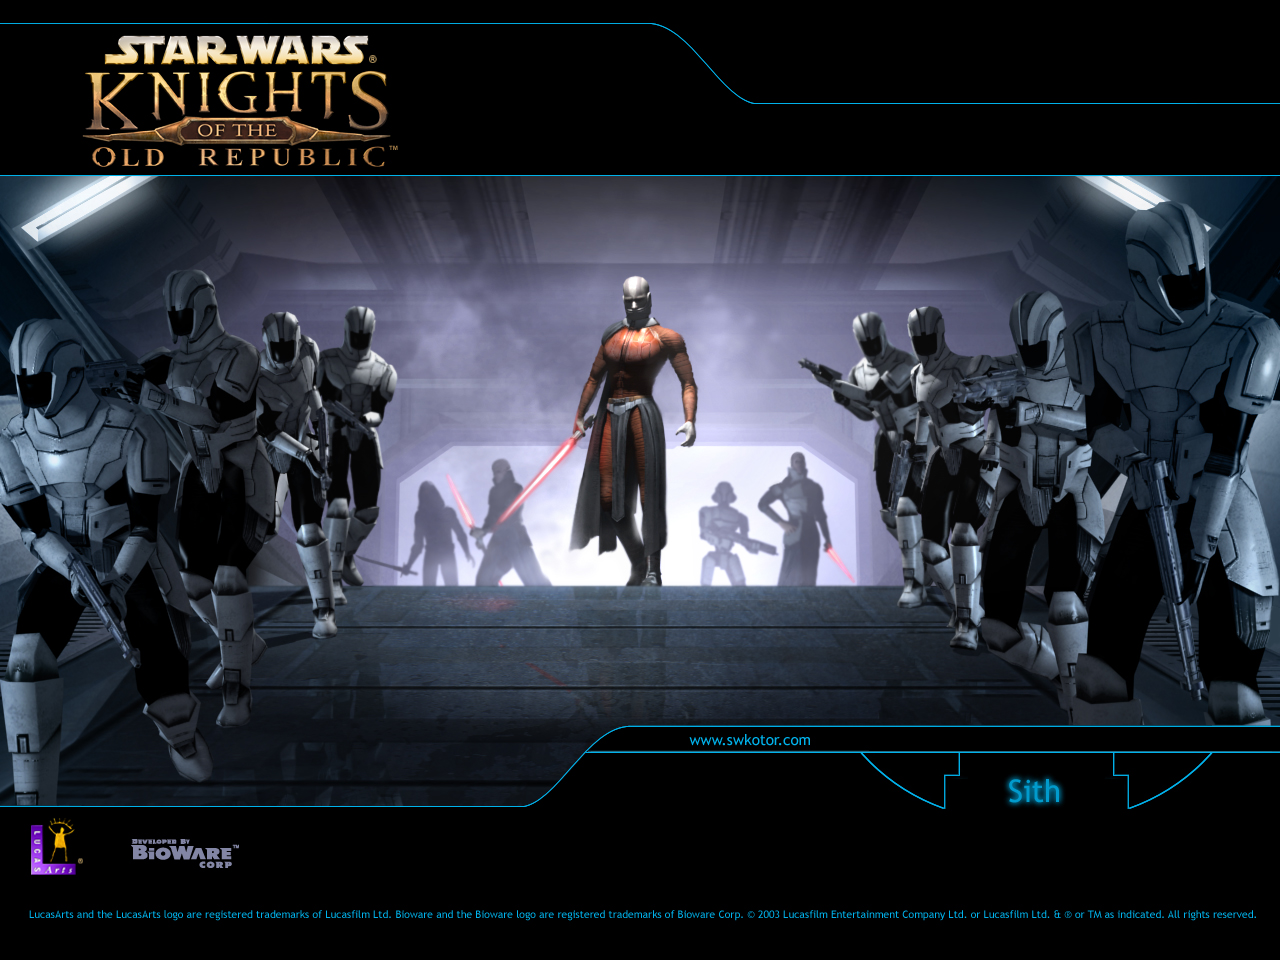 STAR WARS®
KNIGHTS
OF THE
OLD REPUBLIC™
www.swkotor.com
Sith
LUCAS
Arts ®
DEVELOPED BY
BIOWARE™
CORP
LucasArts and the LucasArts logo are registered trademarks of Lucasfilm Ltd. Bioware and the Bioware logo are registered trademarks of Bioware Corp. © 2003 Lucasfilm Entertainment Company Ltd. or Lucasfilm Ltd. & ® or TM as indicated. All rights reserved.